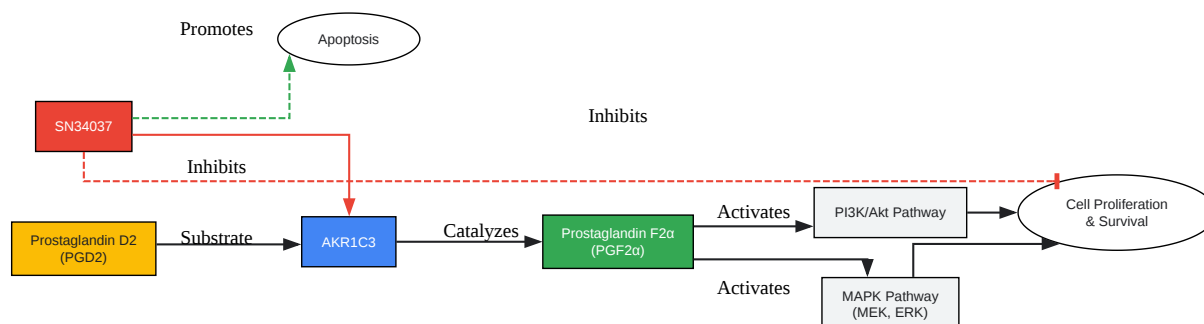 Promotes
Apoptosis
SN34037
Inhibits
Inhibits
Prostaglandin D2
(PGD2)
Substrate
AKR1C3
Catalyzes
Prostaglandin F2α
(PGF2α)
Activates
PI3K/Akt Pathway
Cell Proliferation
& Survival
Activates
MAPK Pathway
(MEK, ERK)